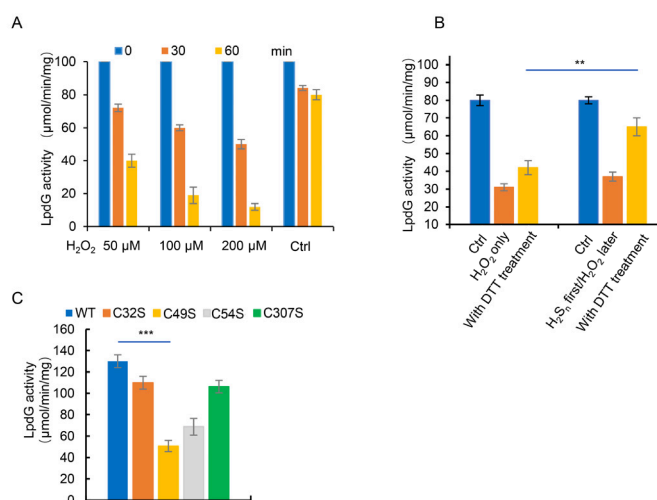 A
0 30 60 min
LpdG activity (μmol/min/mg)
100
80
60
40
20
0
H2O2 50 μM 100 μM 200 μM Ctrl
B
**
LpdG activity (μmol/min/mg)
100
90
80
70
60
50
40
30
10
Ctrl
H2O2 only
With DTT treatment
Ctrl
H2Sn first/H2O2 later
With DTT treatment
C
WT C32S C49S C54S C307S
***
LpdG activity
(μmol/min/mg)
160
140
120
100
80
60
40
20
0